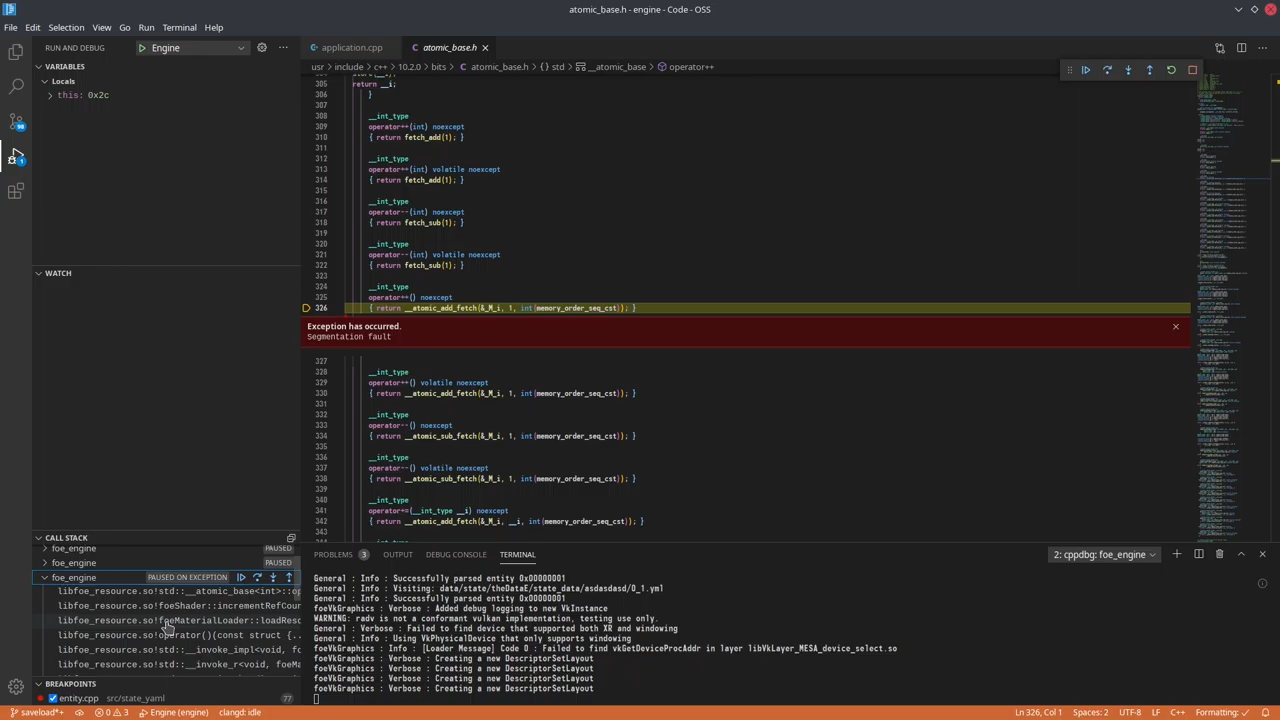 atomic_base.h - engine - Code - OSS
File Edit Selection View Go Run Terminal Help
RUN AND DEBUG Engine
application.cpp atomic_base.h
usr include c++ 10.2.0 bits atomic_base.h {} std __atomic_base operator++
VARIABLES
Locals
this: 0x2c
WATCH
305 return __i;
306 }
307
308 __int_type
309 operator++(int) noexcept
310 { return fetch_add(1); }
311
312 __int_type
313 operator++(int) volatile noexcept
314 { return fetch_add(1); }
315
316 __int_type
317 operator--(int) noexcept
318 { return fetch_sub(1); }
319
320 __int_type
321 operator--(int) volatile noexcept
322 { return fetch_sub(1); }
323
324 __int_type
325 operator++() noexcept
326 { return __atomic_add_fetch(&_M_i, int(memory_order_seq_cst)); }
Exception has occurred.
Segmentation fault
327
328 __int_type
329 operator++() volatile noexcept
330 { return __atomic_add_fetch(&_M_i, 1, int(memory_order_seq_cst)); }
331
332 __int_type
333 operator--() noexcept
334 { return __atomic_sub_fetch(&_M_i, 1, int(memory_order_seq_cst)); }
335
336 __int_type
337 operator--() volatile noexcept
338 { return __atomic_sub_fetch(&_M_i, 1, int(memory_order_seq_cst)); }
339
340 __int_type
341 operator+=(__int_type __i) noexcept
342 { return __atomic_add_fetch(&_M_i, __i, int(memory_order_seq_cst)); }
343
CALL STACK
foe_engine PAUSED
foe_engine PAUSED
foe_engine PAUSED ON EXCEPTION
libfoe_resource.so!std::__atomic_base<int>::op
libfoe_resource.so!foeShader::incrementRefCoun
libfoe_resource.so!foeMaterialLoader::loadResc
libfoe_resource.so!operator()(const struct {..
libfoe_resource.so!std::__invoke_impl<void, fo
libfoe_resource.so!std::__invoke_r<void, foeMa
BREAKPOINTS
entity.cpp src/state_yaml 77
PROBLEMS 3 OUTPUT DEBUG CONSOLE TERMINAL 2: cppdbg: foe_engine
General : Info : Successfully parsed entity 0x00000001
General : Info : Visiting: data/state/theDataE/state_data/asdasdasd/0_1.yml
General : Info : Successfully parsed entity 0x00000001
foeVkGraphics : Verbose : Added debug logging to new VkInstance
WARNING: radv is not a conformant vulkan implementation, testing use only.
General : Verbose : Failed to find device that supported both XR and windowing
General : Info : Using VkPhysicalDevice that only supports windowing
foeVkGraphics : Info : [Loader Message] Code 0 : Failed to find vkGetDeviceProcAddr in layer libVkLayer_MESA_device_select.so
foeVkGraphics : Verbose : Creating a new DescriptorSetLayout
foeVkGraphics : Verbose : Creating a new DescriptorSetLayout
foeVkGraphics : Verbose : Creating a new DescriptorSetLayout
foeVkGraphics : Verbose : Creating a new DescriptorSetLayout
saveload*+ 0 3 Engine (engine) clangd: idle Ln 326, Col 1 Spaces: 2 UTF-8 LF C++ Formatting: ✓